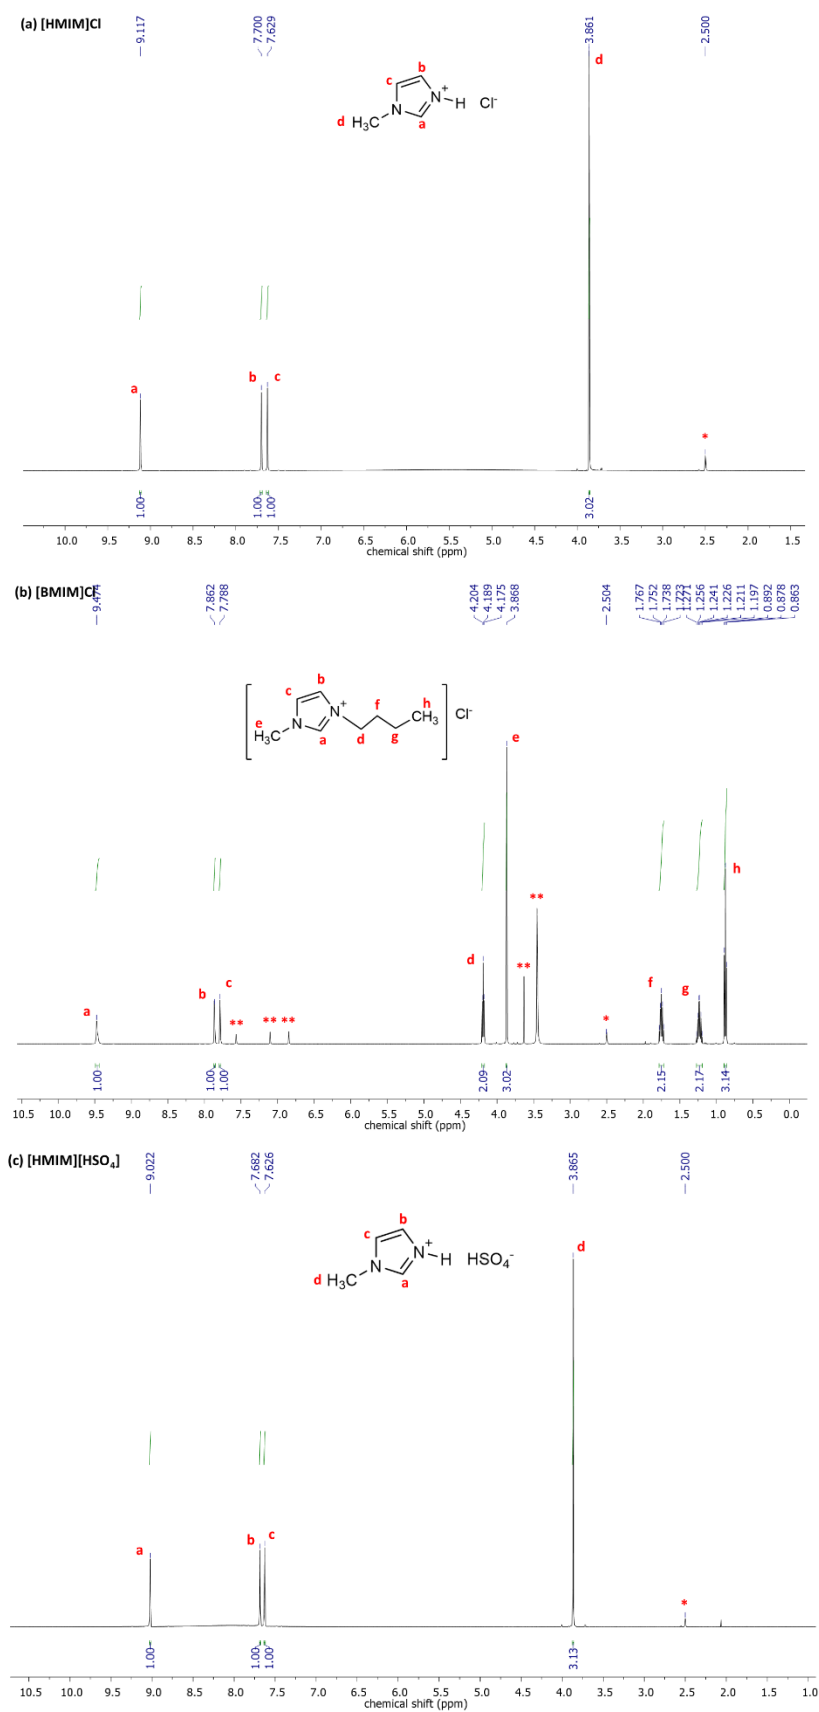 (a) [HMIM]Cl
9.117
7.700
7.629
3.861
2.500
d
b
c
N
+
N
H
Cl-
d H3C
a
a
b
c
*
1.00
1.00
1.00
3.02
10.0 9.5 9.0 8.5 8.0 7.5 7.0 6.5 6.0 5.5 5.0 4.5 4.0 3.5 3.0 2.5 2.0 1.5
chemical shift (ppm)
(b) [BMIM]Cl
9.474
7.862
7.788
4.204
4.189
4.175
3.868
2.504
1.767
1.752
1.738
1.723
1.271
1.256
1.241
1.226
1.211
1.197
0.892
0.878
0.863
b
c
f
h
+
N
N
CH3
Cl-
e
H3C
a
d
g
e
h
**
d
**
c
b
f
g
a
** ** **
*
1.00
1.00
1.00
2.09
3.02
2.15
2.17
3.14
10.5 10.0 9.5 9.0 8.5 8.0 7.5 7.0 6.5 6.0 5.5 5.0 4.5 4.0 3.5 3.0 2.5 2.0 1.5 1.0 0.5 0.0
chemical shift (ppm)
(c) [HMIM][HSO4]
9.022
7.682
7.626
3.865
2.500
b
c
d
+
N
H
HSO4-
N
d H3C
a
a
b
c
*
1.00
1.00
1.00
3.13
10.5 10.0 9.5 9.0 8.5 8.0 7.5 7.0 6.5 6.0 5.5 5.0 4.5 4.0 3.5 3.0 2.5 2.0 1.5 1.0
chemical shift (ppm)